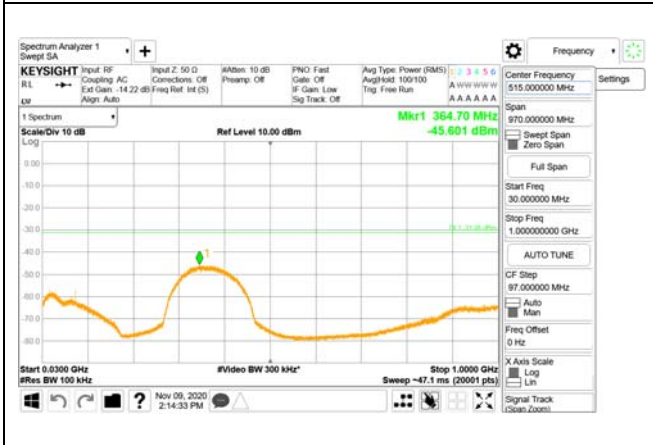 Spectrum Analyzer 1
Swept SA
Frequency
KEYSIGHT
Input: RF
Coupling: AC
Ext Gain: -14.22 dB
Align: Auto
Input Z: 50 Ω
Corrections: Off
Freq Ref: Int (S)
#Atten: 10 dB
Preamp: Off
PNO: Fast
Gate: Off
IF Gain: Low
Sig Track: Off
Avg Type: Power (RMS)
Avg|Hold: 100/100
Trig: Free Run
1 2 3 4 5 6
A W W W W W
A A A A A A
RL
1 Spectrum
Scale/Div 10 dB
Log
Ref Level 10.00 dBm
Mkr1 364.70 MHz
-45.601 dBm
0.00
-10.0
-20.0
-30.0
-40.0
-50.0
-60.0
-70.0
-80.0
1
Start 0.0300 GHz
#Res BW 100 kHz
#Video BW 300 kHz*
Stop 1.0000 GHz
Sweep ~47.1 ms (20001 pts)
Nov 09, 2020
2:14:33 PM
Center Frequency
515.000000 MHz
Settings
Span
970.000000 MHz
Swept Span
Zero Span
Full Span
Start Freq
30.000000 MHz
Stop Freq
1.000000000 GHz
AUTO TUNE
CF Step
97.000000 MHz
Auto
Man
Freq Offset
0 Hz
X Axis Scale
Log
Lin
Signal Track
(Span Zoom)